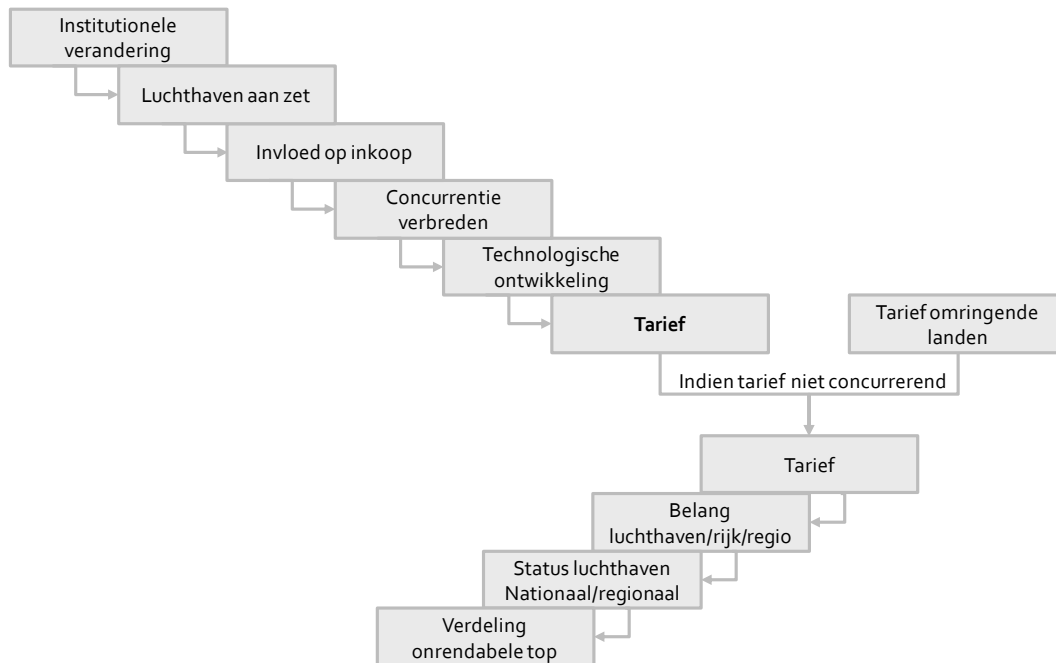 Institutionele
verandering
Luchthaven aan zet
Invloed op inkoop
Concurrentie
verbreden
Technologische
ontwikkeling
Tarief
Tarief omringende
landen
Indien tarief niet concurrerend
Tarief
Belang
luchthaven/rijk/regio
Status luchthaven
Nationaal/regionaal
Verdeling
onrendabele top